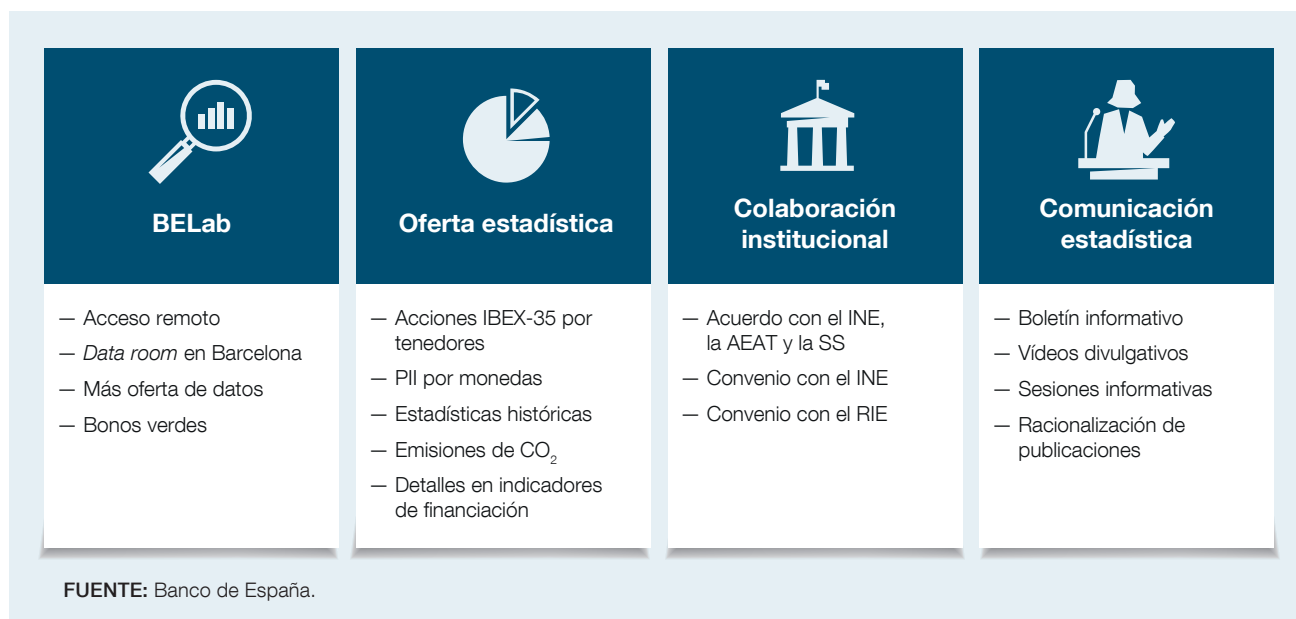 BELab
— Acceso remoto
— Data room en Barcelona
— Más oferta de datos
— Bonos verdes
Oferta estadística
— Acciones IBEX-35 por
tenedores
— PII por monedas
— Estadísticas históricas
— Emisiones de CO₂
— Detalles en indicadores
de financiación
Colaboración
institucional
— Acuerdo con el INE,
la AEAT y la SS
— Convenio con el INE
— Convenio con el RIE
Comunicación
estadística
— Boletín informativo
— Vídeos divulgativos
— Sesiones informativas
— Racionalización de
publicaciones
FUENTE: Banco de España.